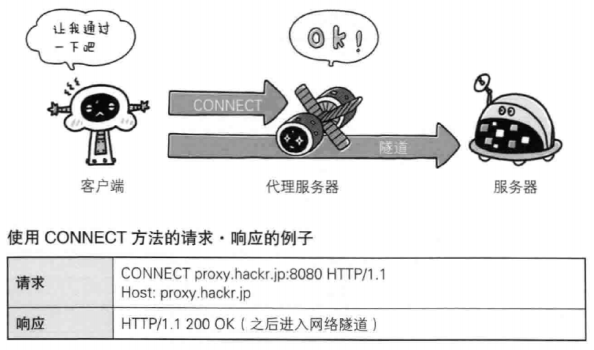 让我通过
一下吧
Ok!
CONNECT
隧道
客户端
代理服务器
服务器
使用 CONNECT 方法的请求・响应的例子
请求
CONNECT proxy.hackr.jp:8080 HTTP/1.1
Host: proxy.hackr.jp
响应
HTTP/1.1 200 OK（之后进入网络隧道）